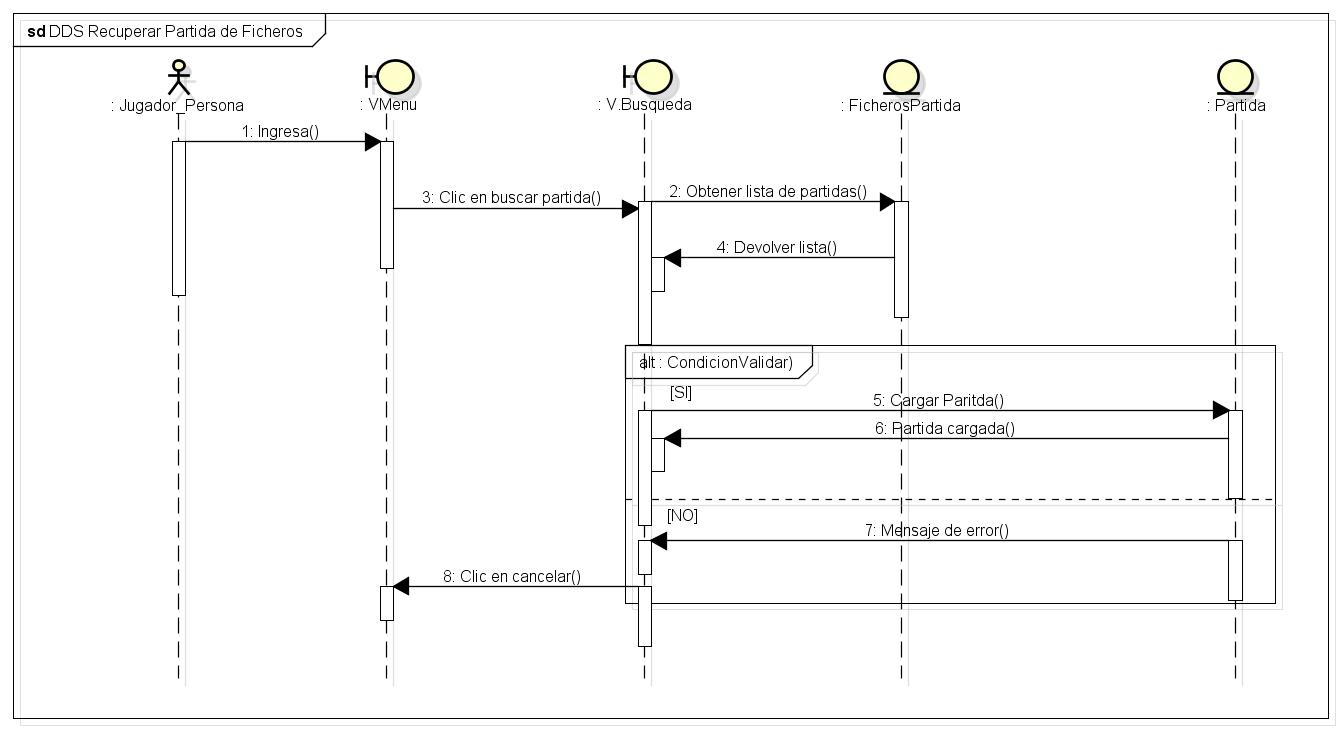 sd DDS Recuperar Partida de Ficheros
: Jugador_Persona
: VMenu
: V.Busqueda
: FicherosPartida
: Partida
1: Ingresa()
3: Clic en buscar partida()
2: Obtener lista de partidas()
4: Devolver lista()
alt : CondicionValidar)
[SI]
5: Cargar Paritda()
6: Partida cargada()
[NO]
7: Mensaje de error()
8: Clic en cancelar()